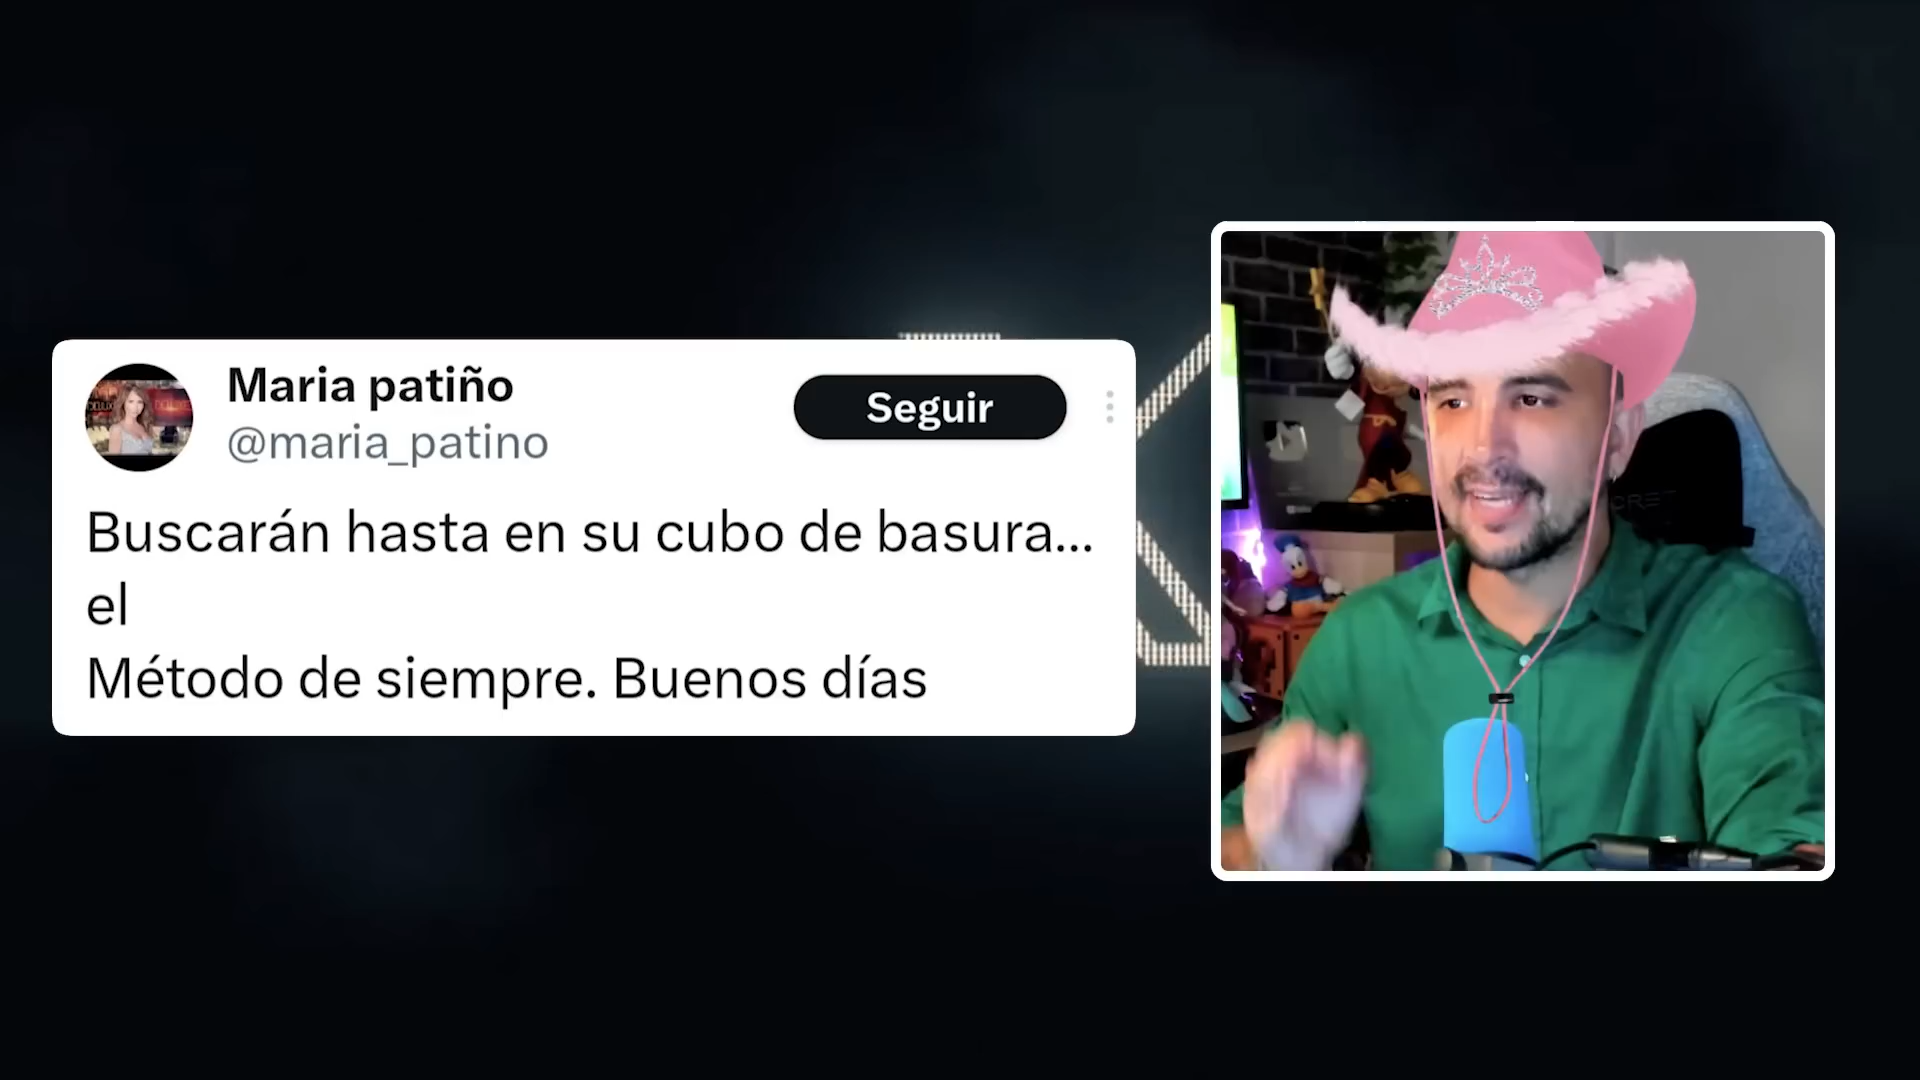 Maria patiño
@maria_patino
Seguir
Buscarán hasta en su cubo de basura...
el
Método de siempre. Buenos días